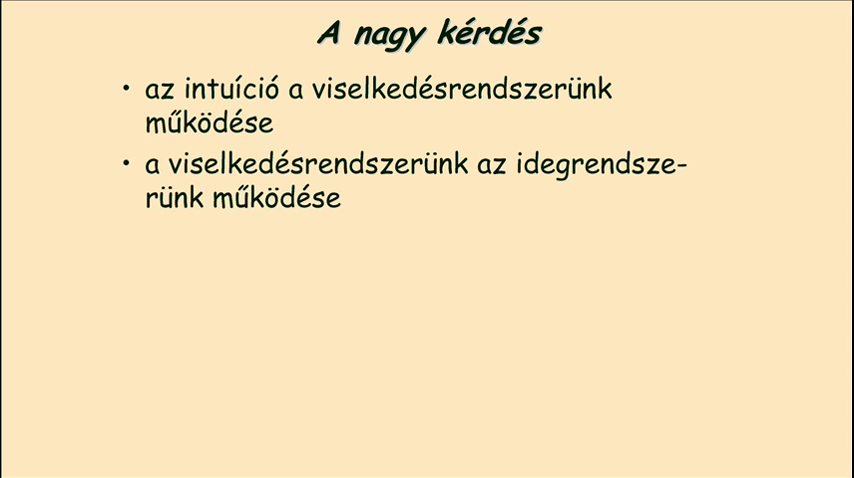 A nagy kérdés
• az intuíció a viselkedésrendszerünk
működése
• a viselkedésrendszerünk az idegrendsze-
rünk működése